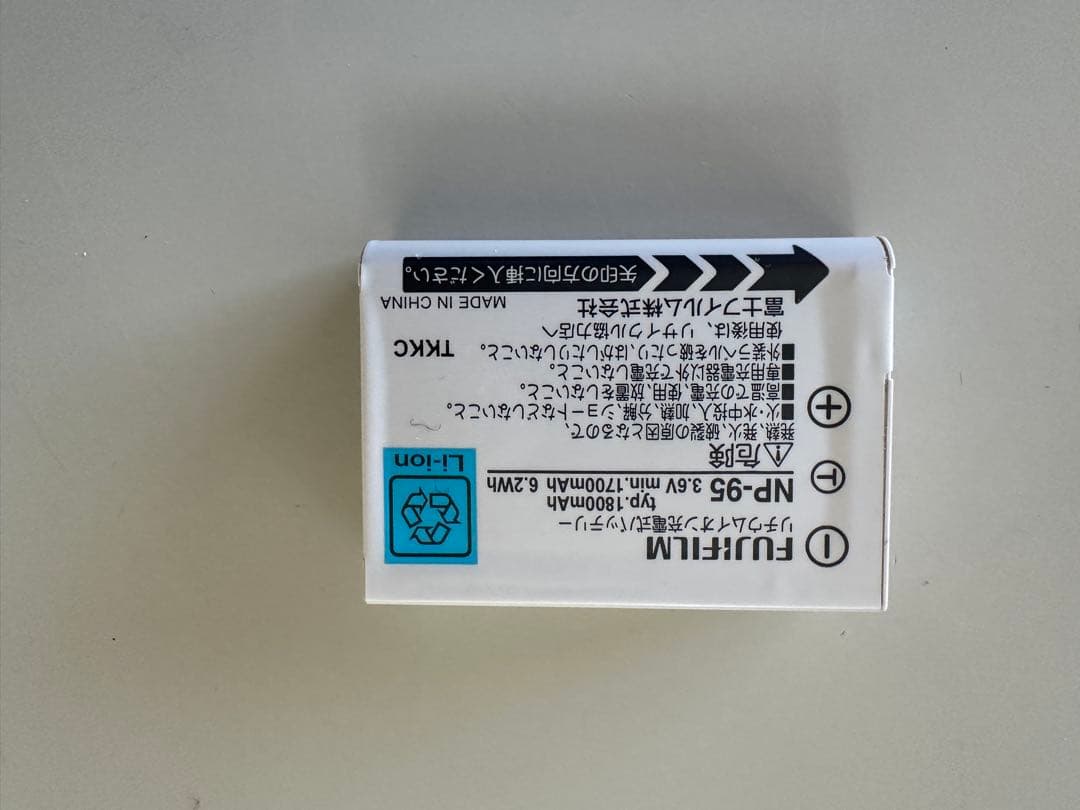 FUJIFILM
リチウムイオン充電式バッテリー
NP-95 3.6V typ.1800mAh min.1700mAh 6.2Wh
⚠危険
発熱、発火、破裂の原因となるので、
■火・水中投入、加熱、分解、ショートなどしないこと。
■高温での充電、使用、放置をしないこと。
■専用充電器以外で充電しないこと。
■外装ラベルを破ったり、はがしたりしないこと。
使用後は、リサイクル協力店へ
富士フイルム株式会社 MADE IN CHINA
矢印の方向に挿入ください。
Li-ion
TKKC